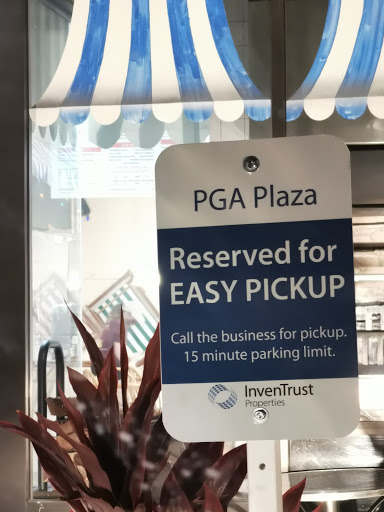 PGA Plaza
Reserved for
EASY PICKUP
Call the business for pickup.
15 minute parking limit.
InvenTrust
Properties